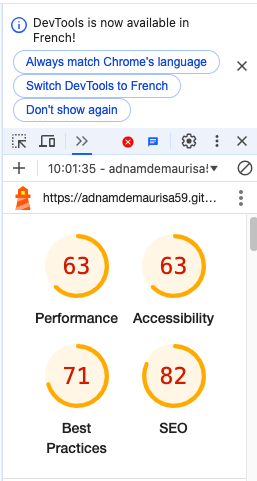 DevTools is now available in
French!
Always match Chrome's language
Switch DevTools to French
Don't show again
10:01:35 - adnamdemaurisa5
https://adnamdemaurisa59.git...
63
63
Performance
Accessibility
71
82
Best
Practices
SEO